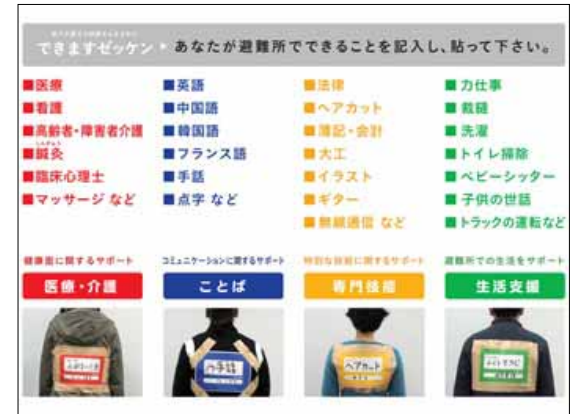 できますゼッケン
あなたが避難所でできることを記入し、貼って下さい。
■医療
■看護
■高齢者・障害者介護
■鍼灸
しんきゅう
■臨床心理士
■マッサージ など
■英語
■中国語
■韓国語
■フランス語
■手話
■点字 など
■法律
■ヘアカット
■簿記・会計
■大工
■イラスト
■ギター
■無線通信 など
■力仕事
■裁縫
■洗濯
■トイレ掃除
■ベビーシッター
■子供の世話
■トラックの運転など
健康面に関するサポート
医療・介護
コミュニケーションに関するサポート
ことば
特別な技能に関するサポート
専門技能
避難所での生活をサポート
生活支援
手話
ヘアカット